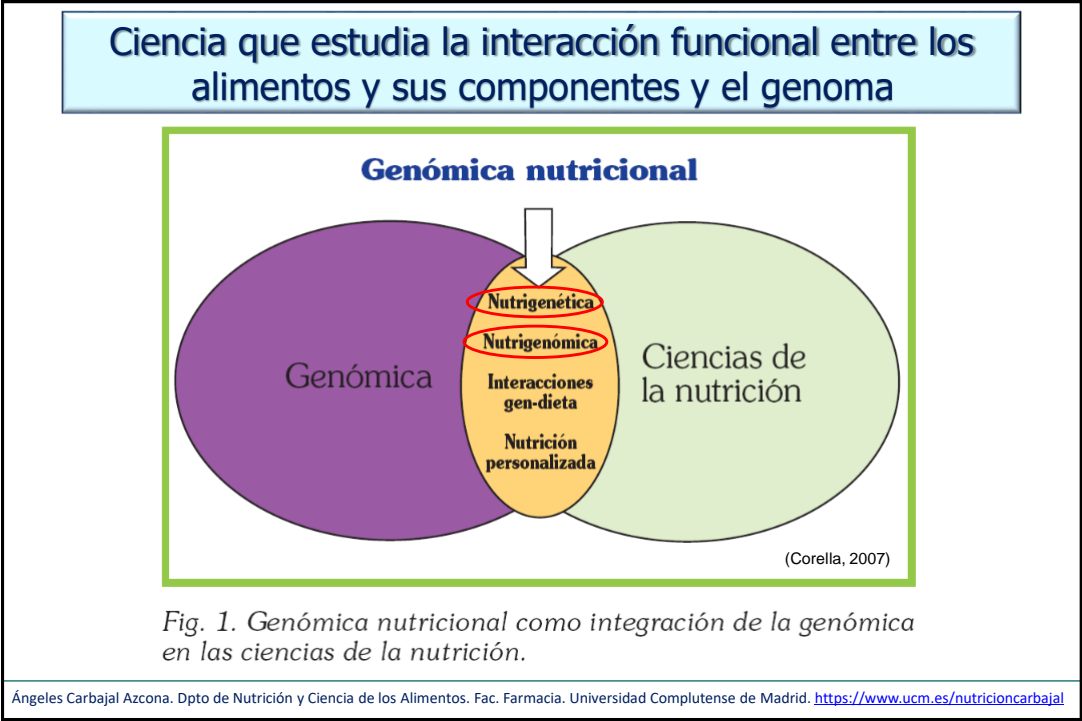 Ciencia que estudia la interacción funcional entre los
alimentos y sus componentes y el genoma
Genómica nutricional
Nutrigenética
Nutrigenómica
Interacciones
gen-dieta
Nutrición
personalizada
Genómica
Ciencias de
la nutrición
(Corella, 2007)
Fig. 1. Genómica nutricional como integración de la genómica
en las ciencias de la nutrición.
Ángeles Carbajal Azcona. Dpto de Nutrición y Ciencia de los Alimentos. Fac. Farmacia. Universidad Complutense de Madrid. https://www.ucm.es/nutricioncarbajal